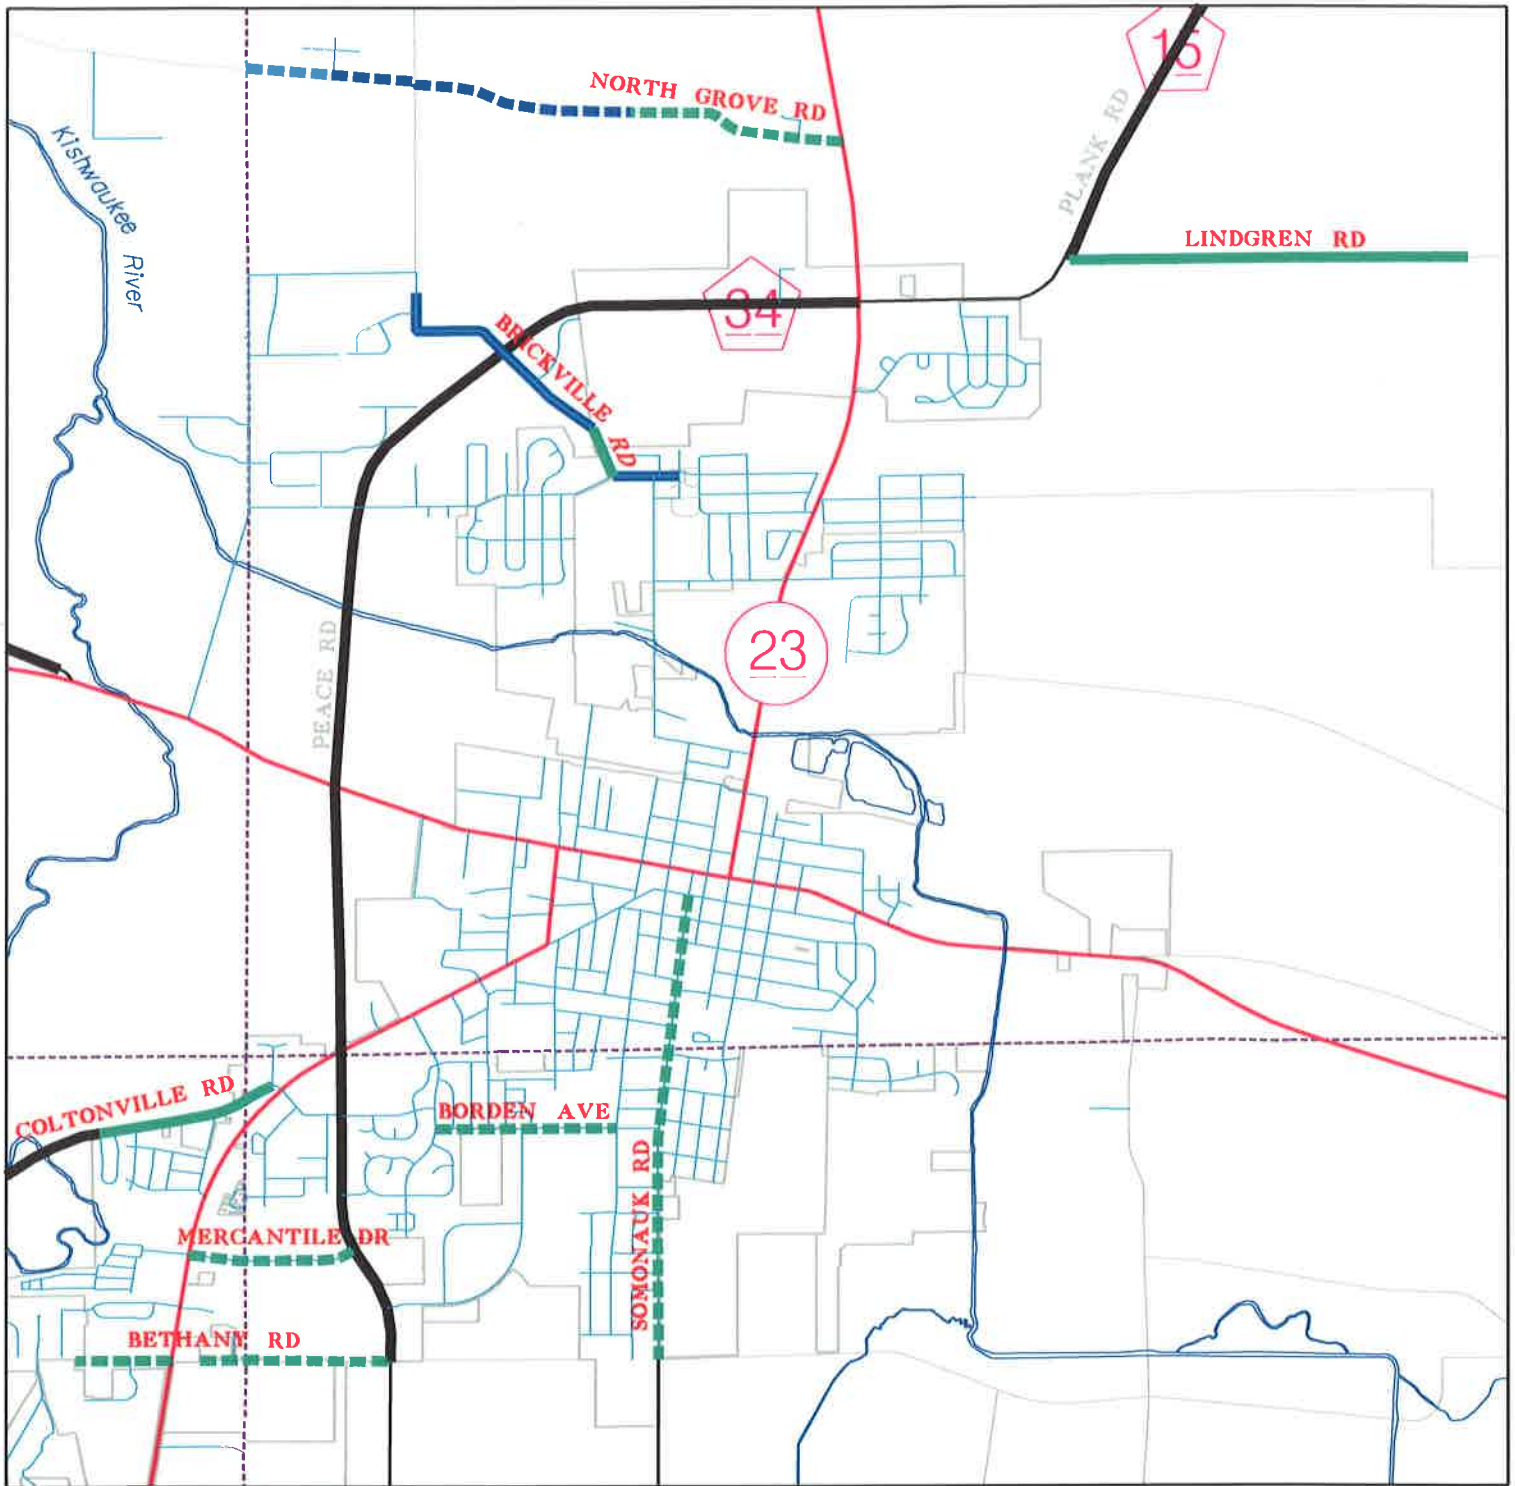 15
NORTH GROVE RD
PLANK RD
Kishwaukee River
LINDGREN RD
34
BRICKVILLE RD
23
PEACE RD
COLTONVILLE RD
BORDEN AVE
SOMONAUK RD
MERCANTILE DR
BETHANY RD